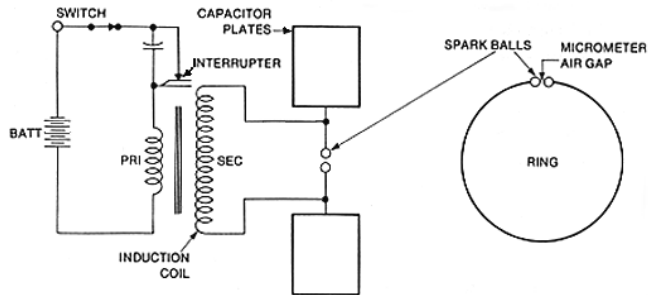 SWITCH
CAPACITOR
PLATES
INTERRUPTER
SPARK BALLS
MICROMETER
AIR GAP
BATT
PRI
SEC
RING
INDUCTION
COIL